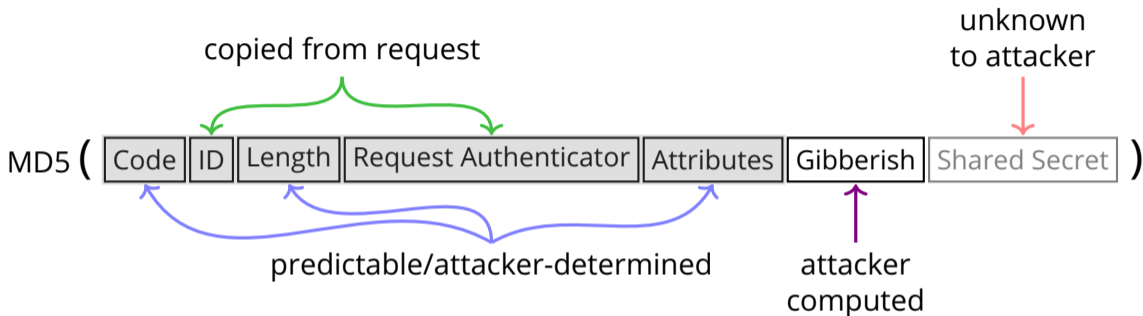 unknown
to attacker
copied from request
MD5 ( Code ID Length Request Authenticator Attributes Gibberish Shared Secret )
predictable/attacker-determined
attacker
computed